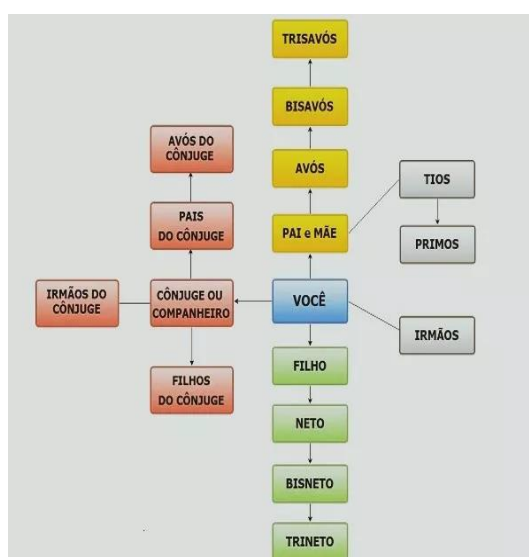 TRISAVÓS
BISAVÓS
AVÓS DO
CÔNJUGE
AVÓS
TIOS
PAIS
DO CÔNJUGE
PAI e MÃE
PRIMOS
IRMÃOS DO
CÔNJUGE
CÔNJUGE OU
COMPANHEIRO
VOCÊ
IRMÃOS
FILHO
FILHOS
DO CÔNJUGE
NETO
BISNETO
TRINETO